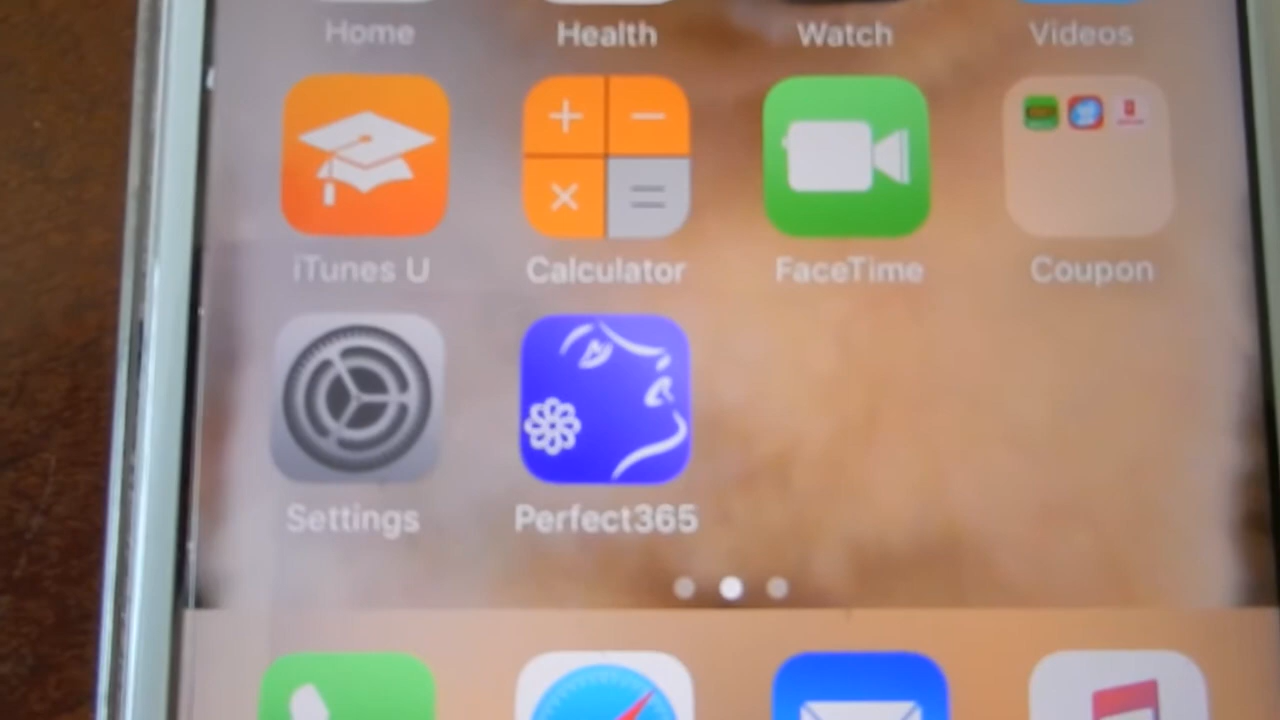 Home Health Watch Videos
iTunes U Calculator FaceTime Coupon
Settings Perfect365